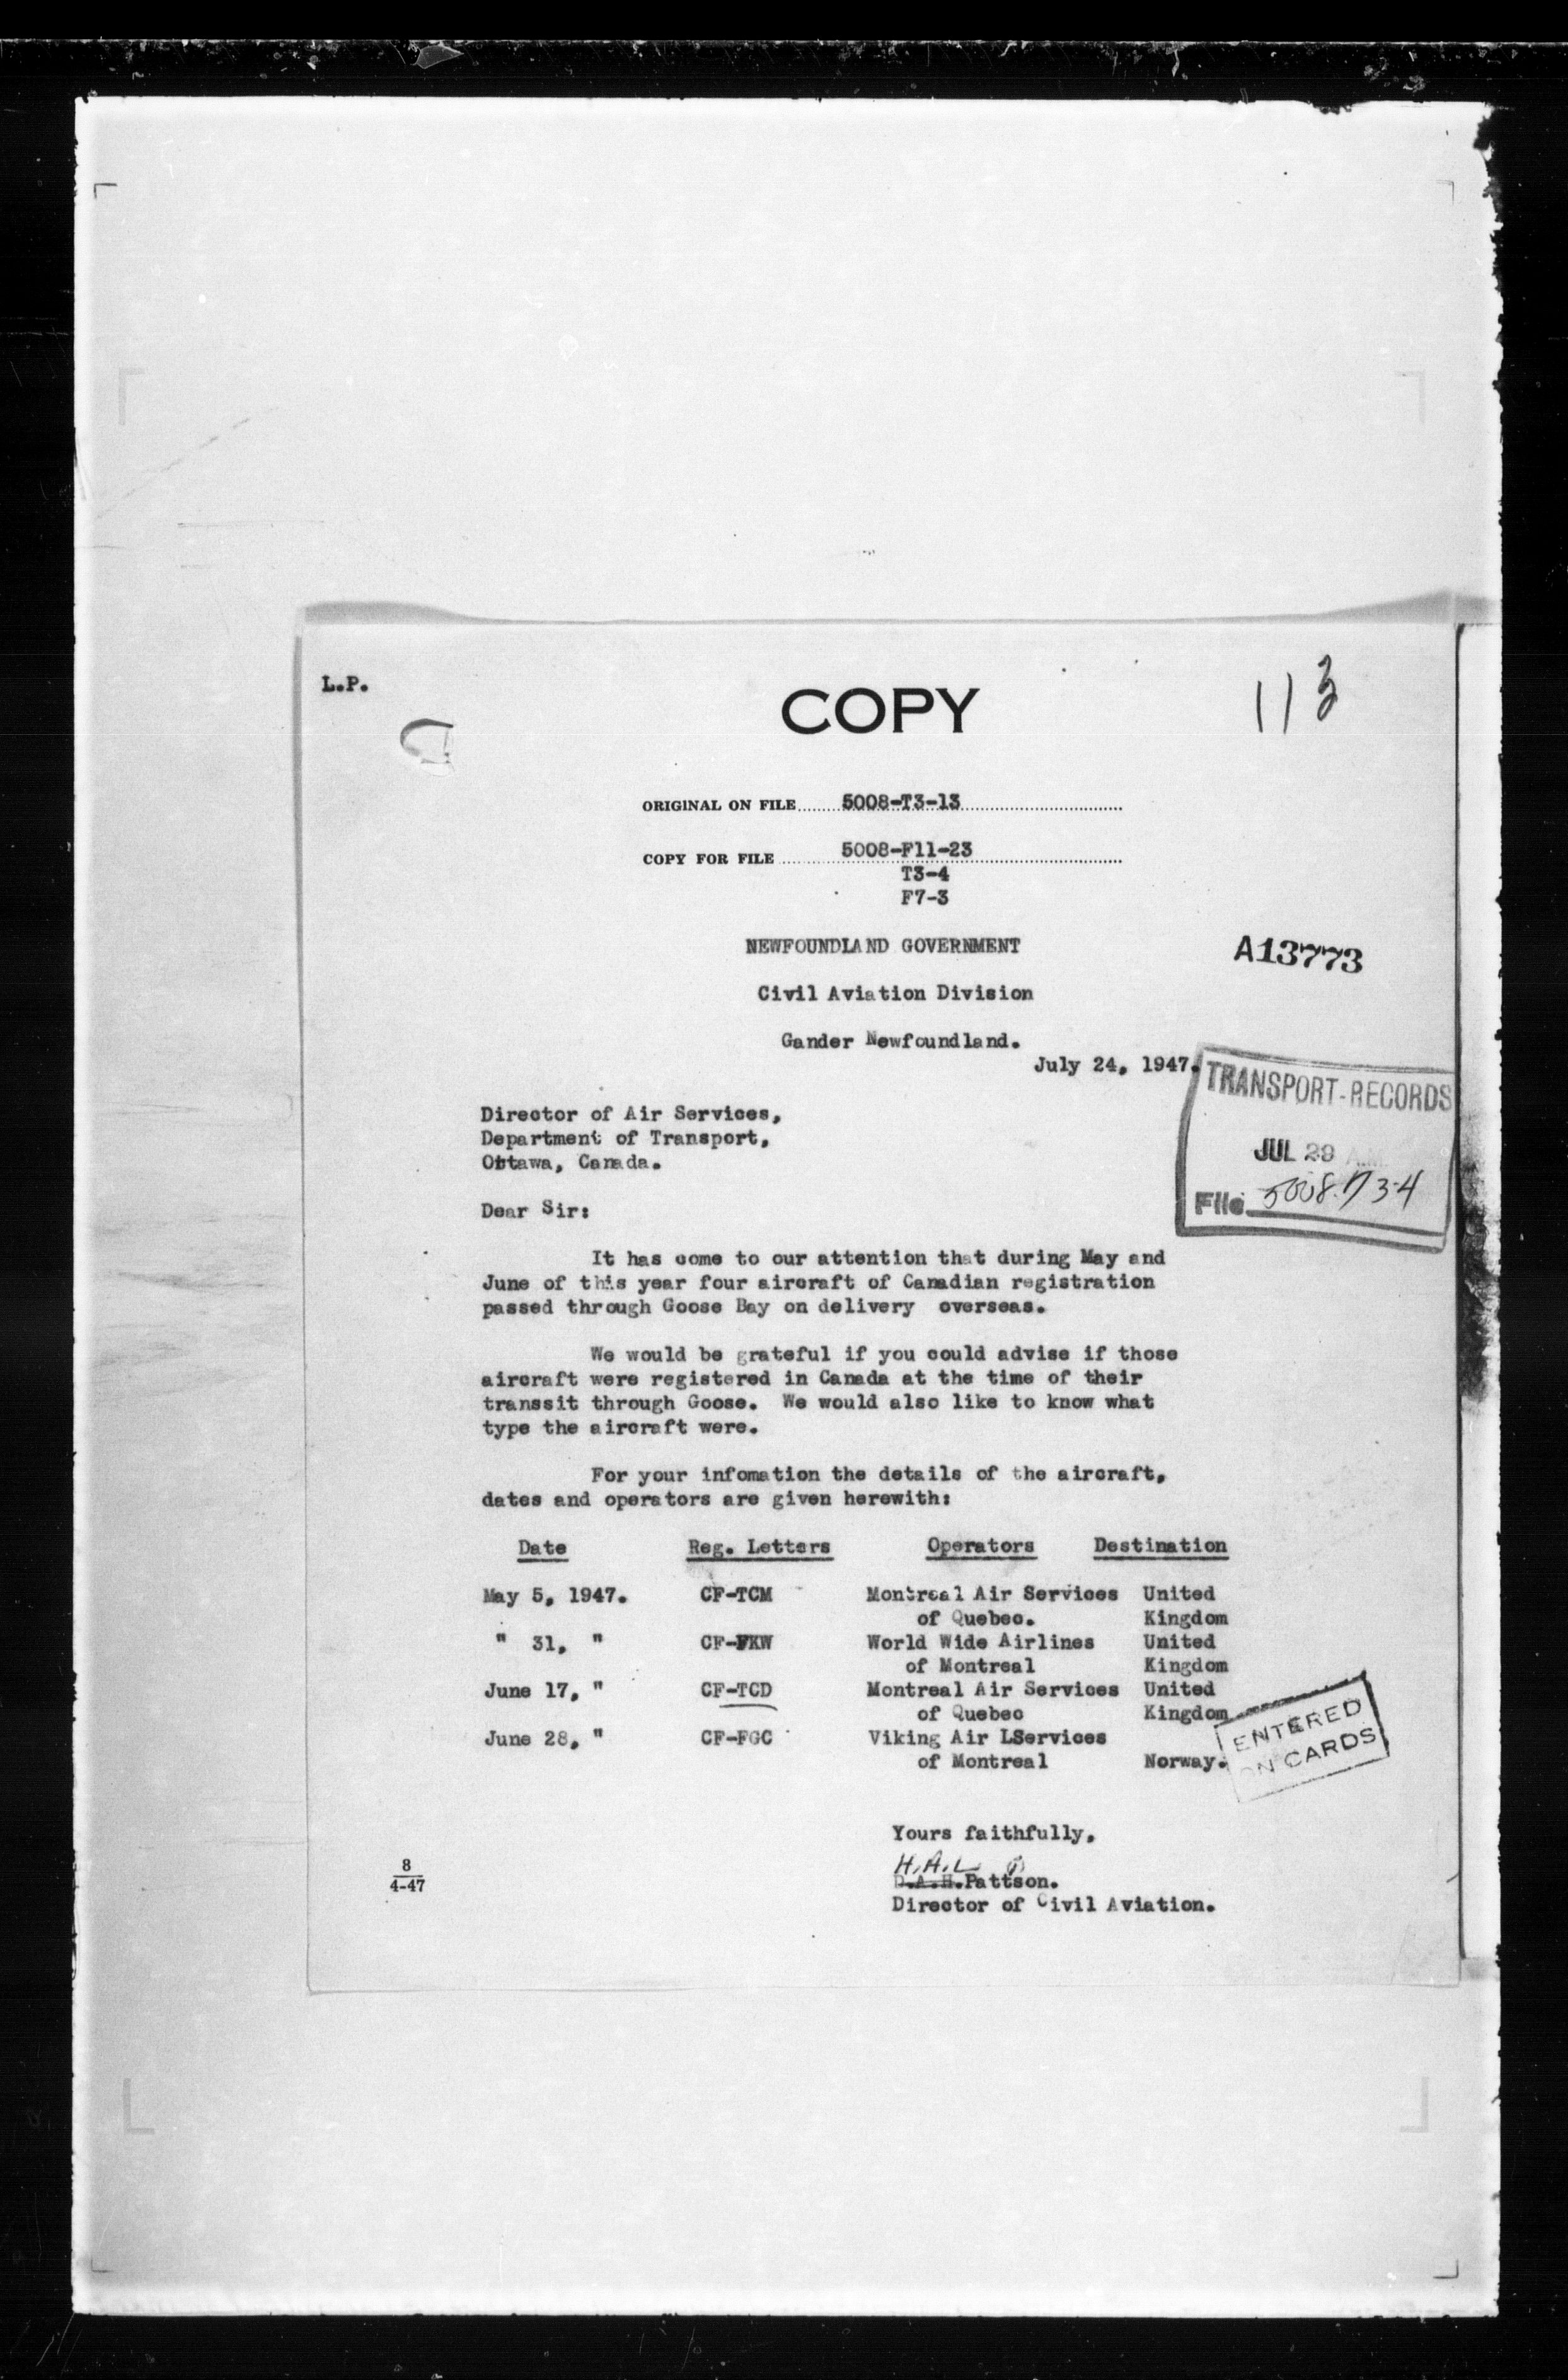 L.P.
COPY
113
ORIGINAL ON FILE 5008-T3-13
COPY FOR FILE 5008-F11-23
T3-4
F7-3
NEWFOUNDLAND GOVERNMENT
A13773
Civil Aviation Division
Gander Newfoundland.
July 24, 1947.
TRANSPORT-RECORDS
JUL 29 A.M.
File
Director of Air Services,
Department of Transport,
Ottawa, Canada.
Dear Sir:
It has come to our attention that during May and
June of this year four aircraft of Canadian registration
passed through Goose Bay on delivery overseas.
We would be grateful if you could advise if those
aircraft were registered in Canada at the time of their
transsit through Goose. We would also like to know what
type the aircraft were.
For your infomation the details of the aircraft,
dates and operators are given herewith:
Date Reg. Letters Operators Destination
May 5, 1947. CF-TCM Montreal Air Services United
of Quebec. Kingdom
" 31, " CF-FKW World Wide Airlines United
of Montreal Kingdom
June 17, " CF-TCD Montreal Air Services United
of Quebec Kingdom
June 28, " CF-FGC Viking Air LServices
of Montreal Norway.
ENTERED
ON CARDS
Yours faithfully,
H.A.L
D.A.H.Pattson.
Director of Civil Aviation.
8
4-47